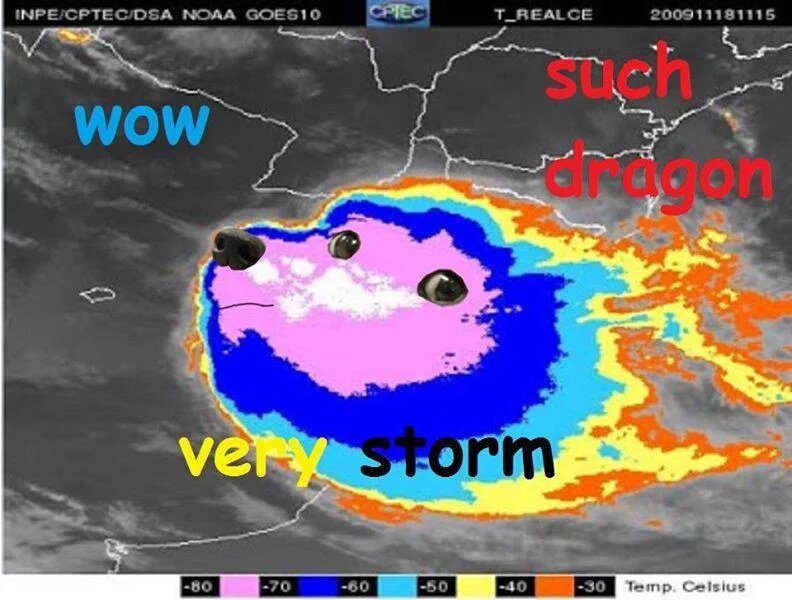 INPE/CPTEC/DSA NOAA GOES10 CPTEC T_REALCE 200911181115
wow
such
dragon
very storm
-80 -70 -60 -50 -40 -30 Temp. Celsius